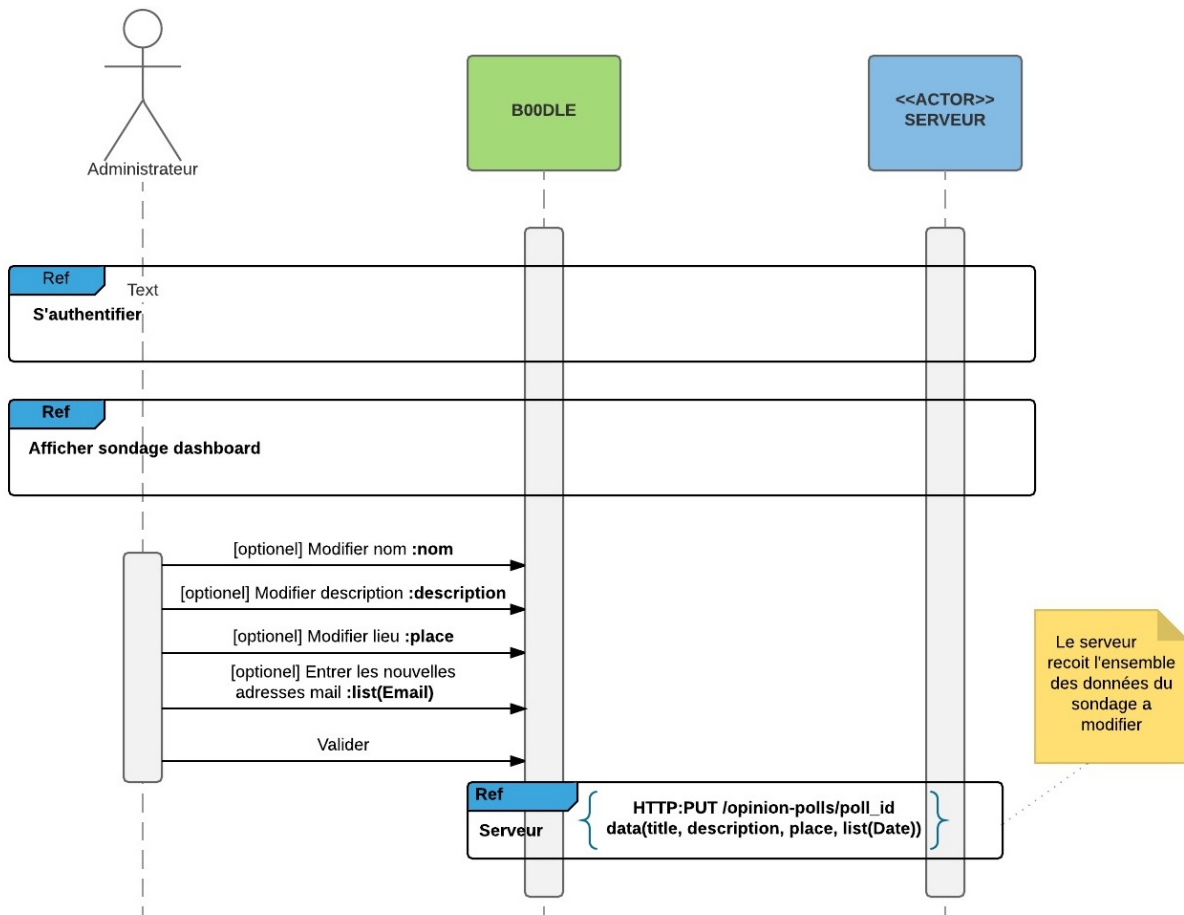 Administrateur
B00DLE
<<ACTOR>>
SERVEUR
Ref
Text
S'authentifier
Ref
Afficher sondage dashboard
[optionel] Modifier nom :nom
[optionel] Modifier description :description
[optionel] Modifier lieu :place
[optionel] Entrer les nouvelles
adresses mail :list(Email)
Valider
Le serveur
recoit l'ensemble
des données du
sondage a
modifier
Ref
Serveur
HTTP:PUT /opinion-polls/poll_id
data(title, description, place, list(Date))